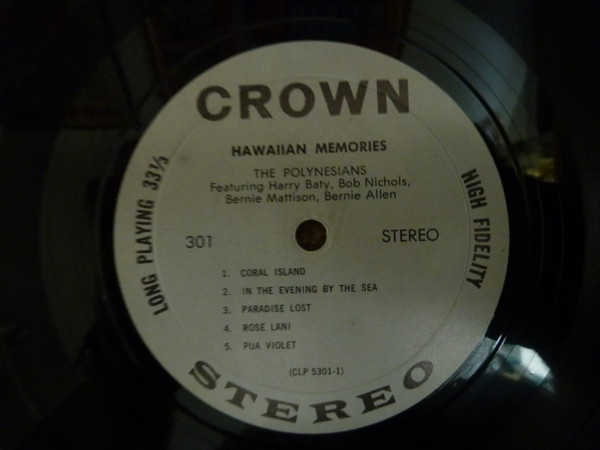 CROWN
HAWAIIAN MEMORIES
THE POLYNESIANS
Featuring Harry Baty, Bob Nichols,
Bernie Mattison, Bernie Allen
LONG PLAYING 33⅓
HIGH FIDELITY
301
STEREO
1. CORAL ISLAND
2. IN THE EVENING BY THE SEA
3. PARADISE LOST
4. ROSE LANI
5. PUA VIOLET
(CLP 5301-1)
STEREO